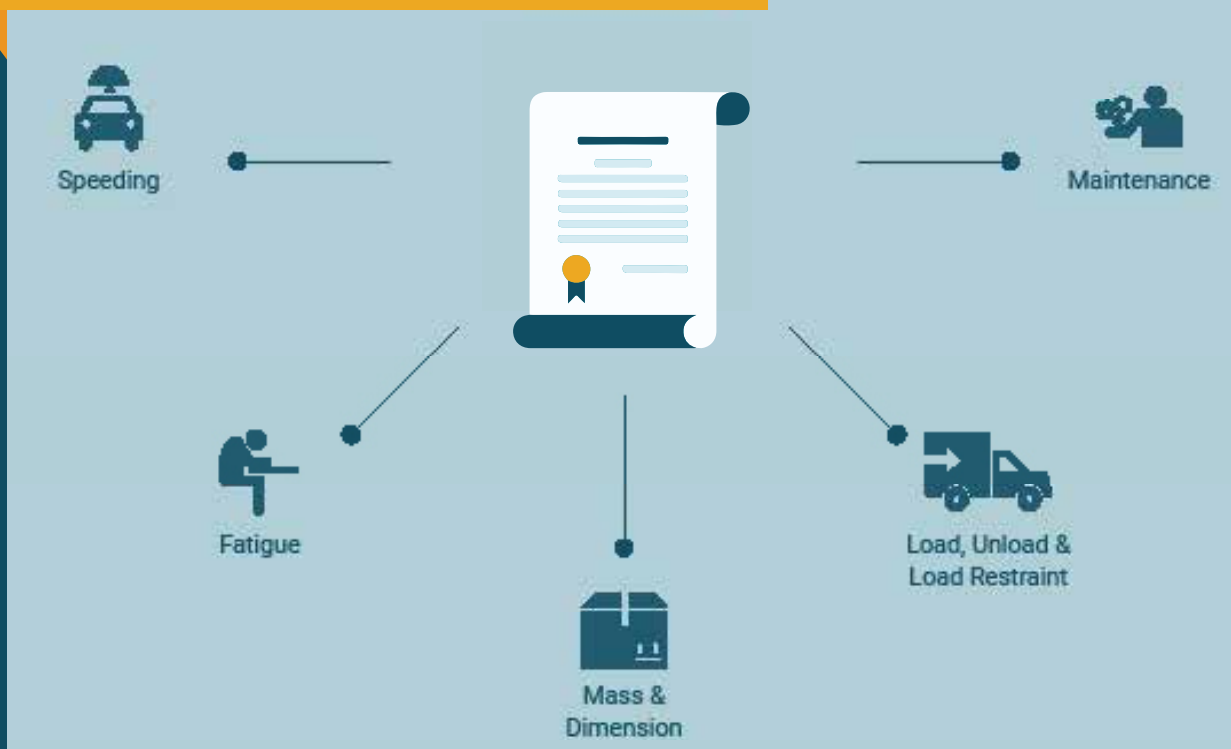 Speeding
Maintenance
Fatigue
Load, Unload &
Load Restraint
Mass &
Dimension